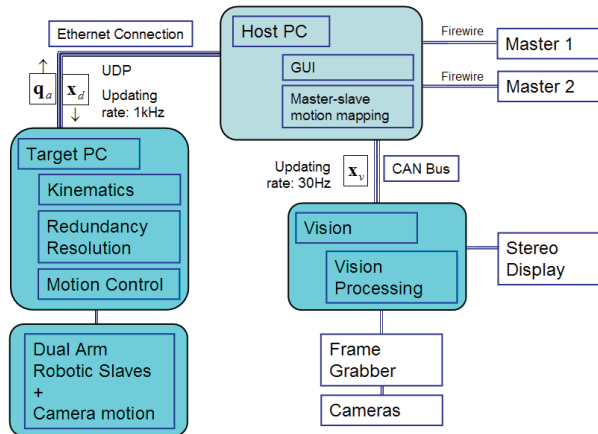 Ethernet Connection
Host PC
GUI
Master-slave
motion mapping
Firewire
Master 1
Firewire
Master 2
q_a
x_d
UDP
Updating
rate: 1kHz
Target PC
Kinematics
Redundancy
Resolution
Motion Control
Dual Arm
Robotic Slaves
+
Camera motion
Updating
rate: 30Hz
x_v
CAN Bus
Vision
Vision
Processing
Stereo
Display
Frame
Grabber
Cameras